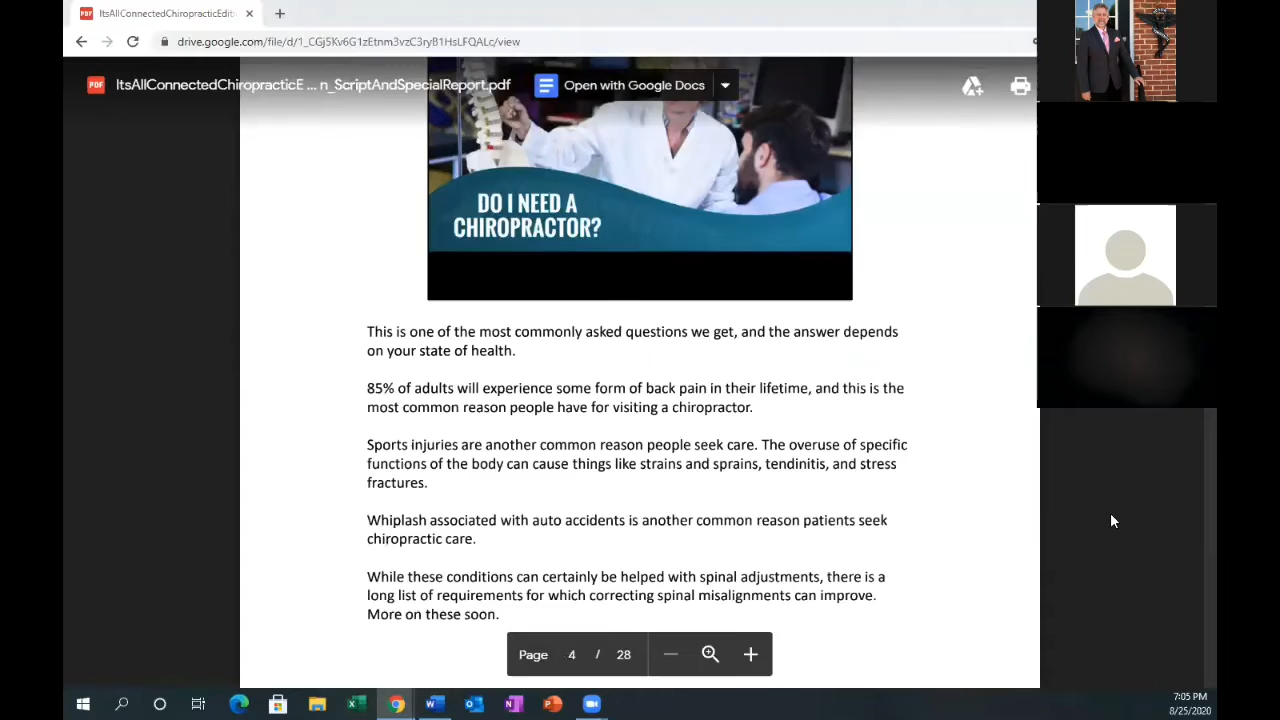 ItsAllConnectedChiropracticEditi
drive.google.com/file/d/1_CGj5Kv6G1zEtnm3vzC3ryB1HsLFQALc/view
PDF
ItsAllConnectedChiropracticE ... n_ScriptAndSpecialReport.pdf
Open with Google Docs
DO I NEED A
CHIROPRACTOR?
This is one of the most commonly asked questions we get, and the answer depends
on your state of health.
85% of adults will experience some form of back pain in their lifetime, and this is the
most common reason people have for visiting a chiropractor.
Sports injuries are another common reason people seek care. The overuse of specific
functions of the body can cause things like strains and sprains, tendinitis, and stress
fractures.
Whiplash associated with auto accidents is another common reason patients seek
chiropractic care.
While these conditions can certainly be helped with spinal adjustments, there is a
long list of requirements for which correcting spinal misalignments can improve.
More on these soon.
Page 4 / 28
7:05 PM
8/25/2020